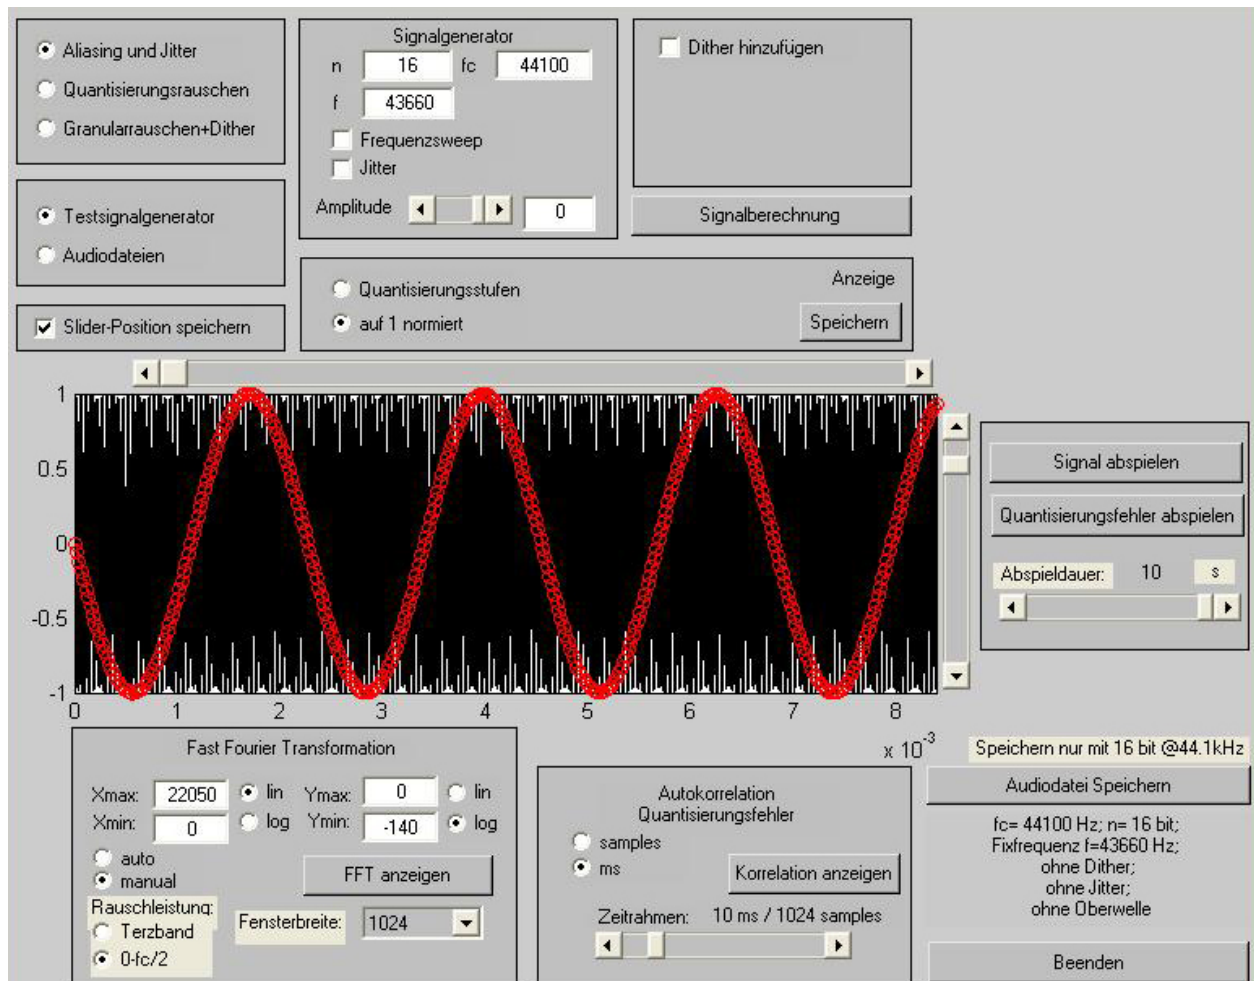 Aliasing und Jitter
Quantisierungsrauschen
Granularrauschen+Dither
Signalgenerator
n 16 fc 44100
f 43660
Frequenzsweep
Jitter
Amplitude 0
Dither hinzufügen
Signalberechnung
Testsignalgenerator
Audiodateien
Slider-Position speichern
Quantisierungsstufen
auf 1 normiert
Anzeige
Speichern
1
0.5
0
-0.5
-1
0 1 2 3 4 5 6 7 8
x 10-3
Signal abspielen
Quantisierungsfehler abspielen
Abspieldauer: 10 s
Fast Fourier Transformation
Xmax: 22050 lin Ymax: 0 lin
Xmin: 0 log Ymin: -140 log
auto
manual
FFT anzeigen
Rauschleistung:
Terzband
0-fc/2
Fensterbreite: 1024
Autokorrelation
Quantisierungsfehler
samples
ms
Korrelation anzeigen
Zeitrahmen: 10 ms / 1024 samples
Speichern nur mit 16 bit @44.1kHz
Audiodatei Speichern
fc= 44100 Hz; n= 16 bit;
Fixfrequenz f=43660 Hz;
ohne Dither;
ohne Jitter;
ohne Oberwelle
Beenden